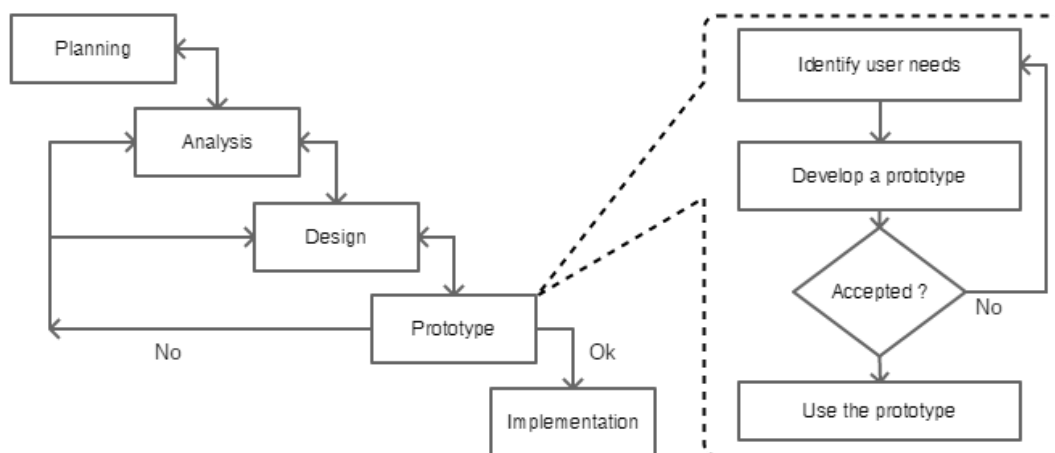 Planning
Analysis
Design
Prototype
No
Ok
Implementation
Identify user needs
Develop a prototype
Accepted ?
No
Use the prototype